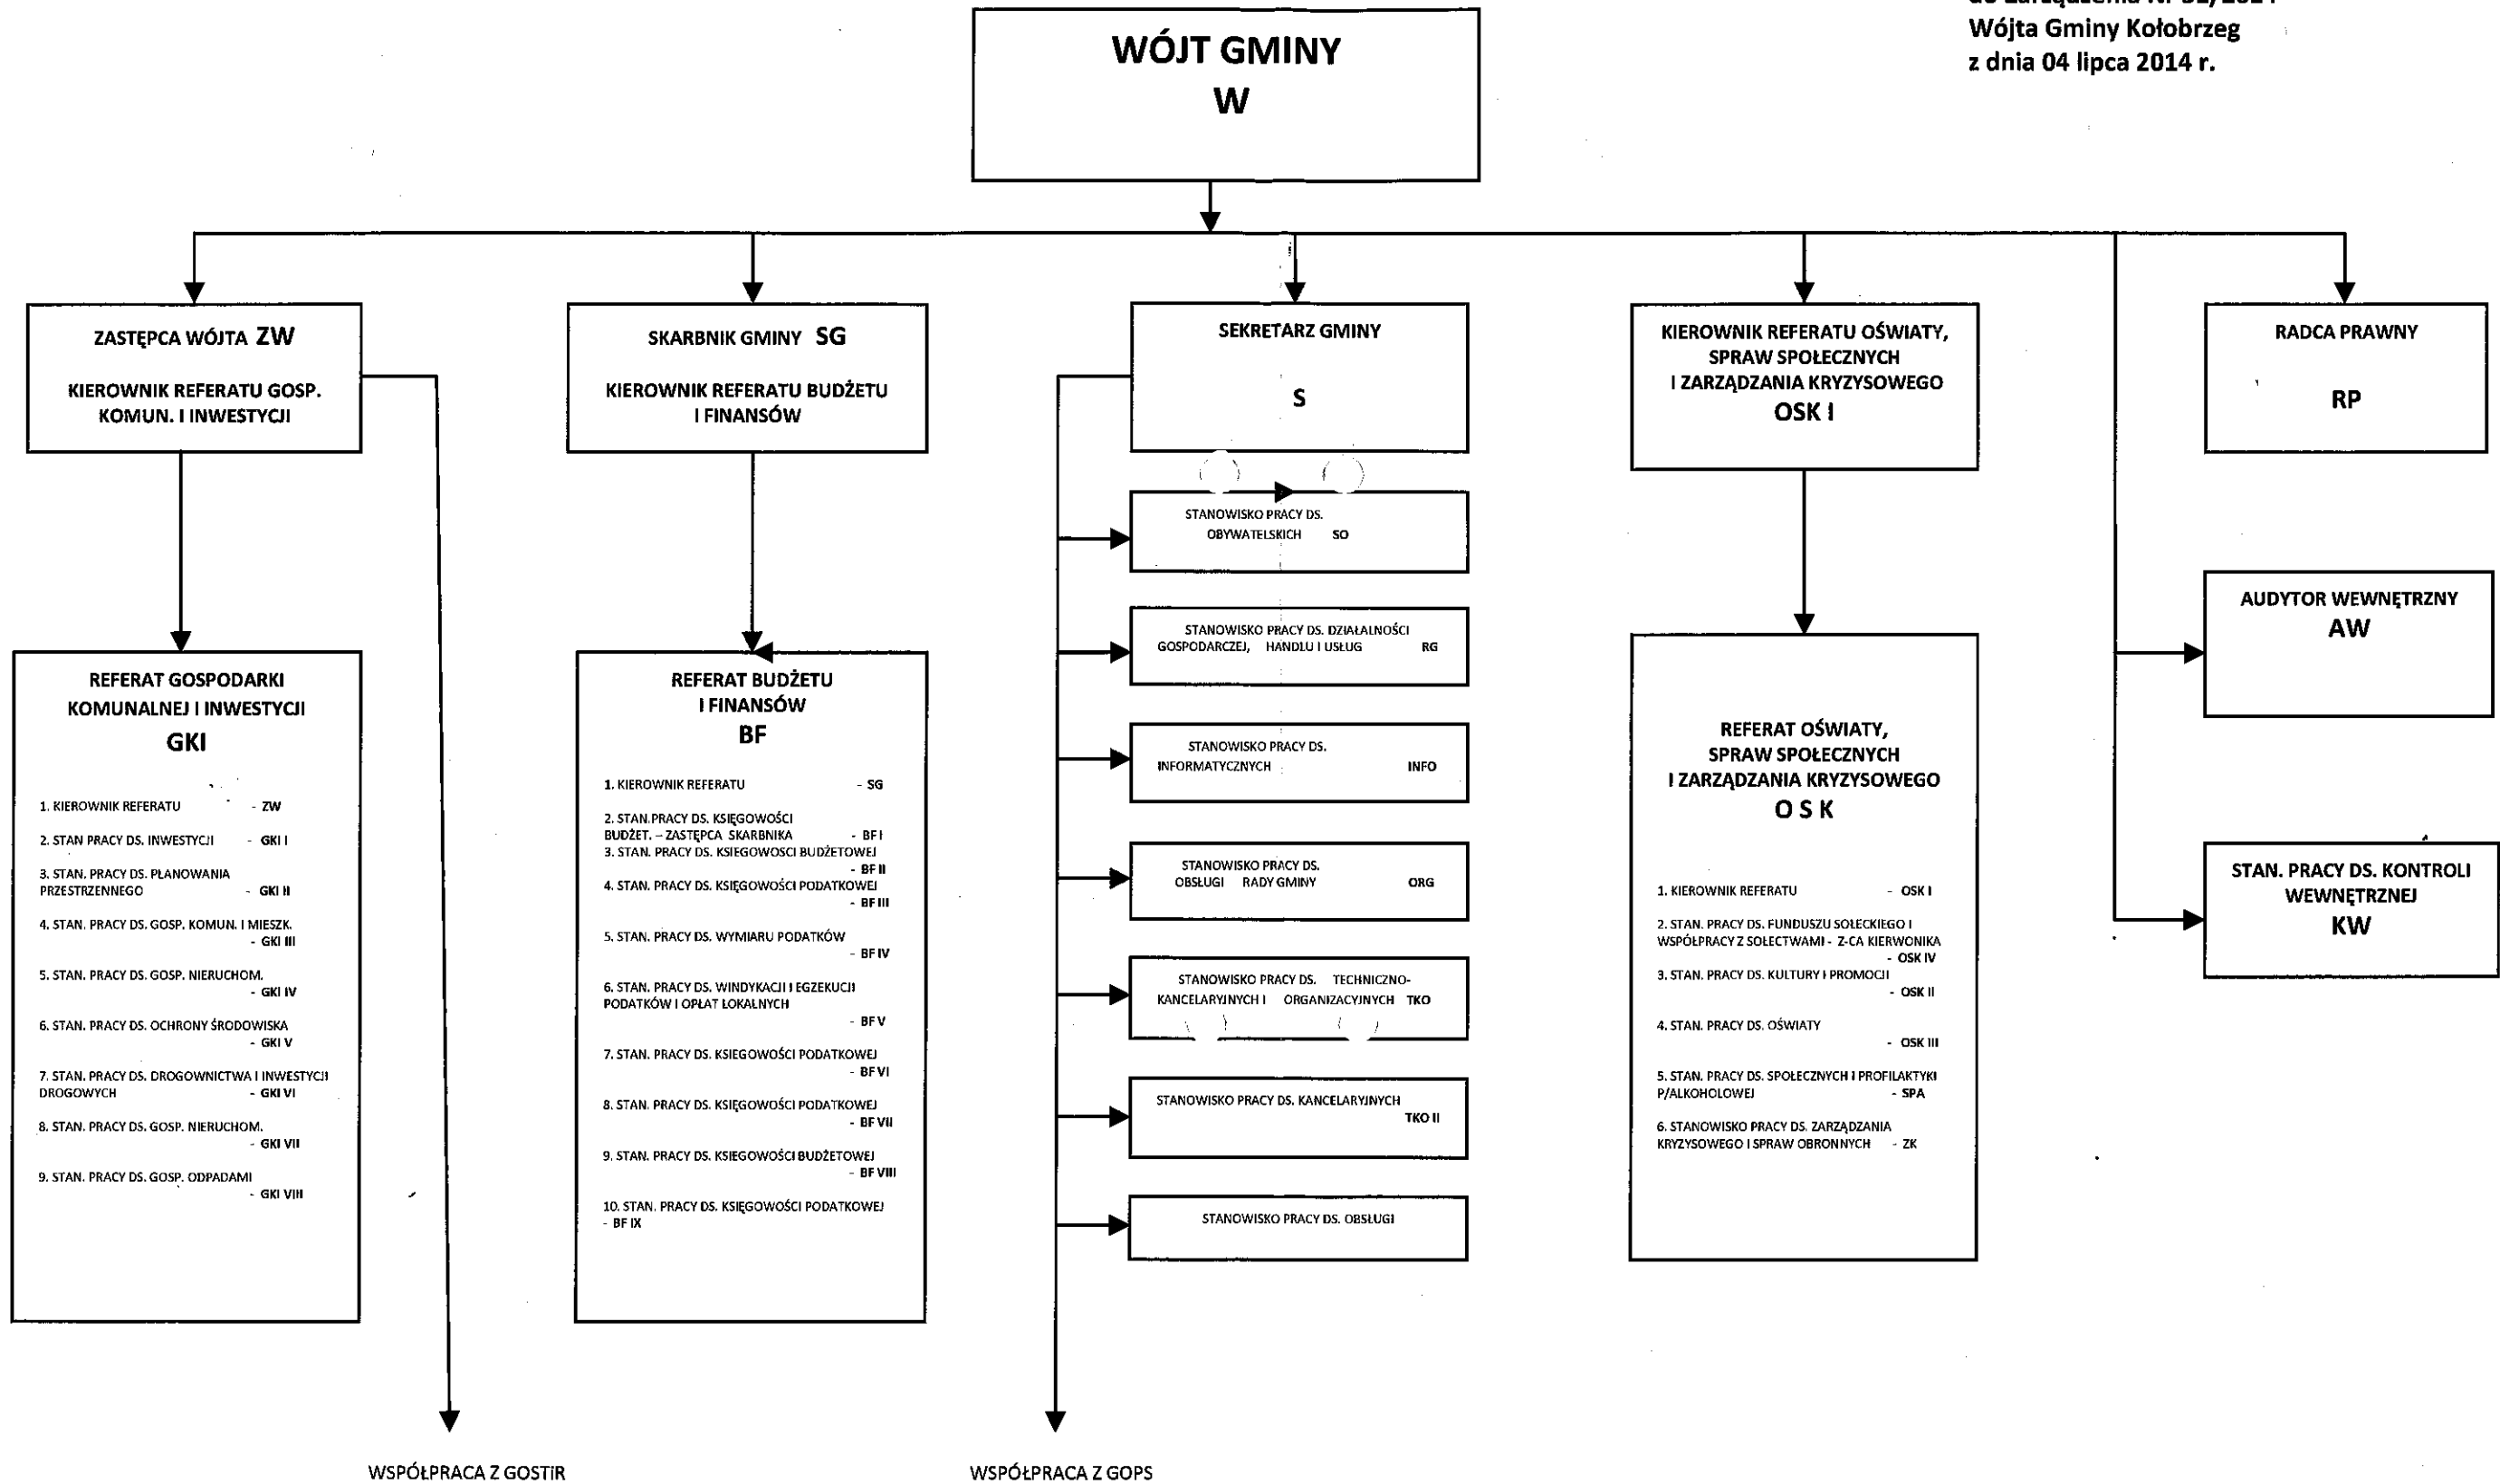 Wójta Gminy Kołobrzeg
z dnia 04 lipca 2014 r.
WÓJT GMINY
W
ZASTĘPCA WÓJTA ZW
KIEROWNIK REFERATU GOSP.
KOMUN. I INWESTYCJI
SKARBNIK GMINY SG
KIEROWNIK REFERATU BUDŻETU
I FINANSÓW
SEKRETARZ GMINY
S
KIEROWNIK REFERATU OŚWIATY,
SPRAW SPOŁECZNYCH
I ZARZĄDZANIA KRYZYSOWEGO
OSK I
RADCA PRAWNY
RP
REFERAT GOSPODARKI
KOMUNALNEJ I INWESTYCJI
GKI
1. KIEROWNIK REFERATU - ZW
2. STAN PRACY DS. INWESTYCJI - GKI I
3. STAN. PRACY DS. PLANOWANIA
PRZESTRZENNEGO - GKI II
4. STAN. PRACY DS. GOSP. KOMUN. I MIESZK.
- GKI III
5. STAN. PRACY DS. GOSP. NIERUCHOM.
- GKI IV
6. STAN. PRACY DS. OCHRONY ŚRODOWISKA
- GKI V
7. STAN. PRACY DS. DROGOWNICTWA I INWESTYCJI
DROGOWYCH - GKI VI
8. STAN. PRACY DS. GOSP. NIERUCHOM.
- GKI VII
9. STAN. PRACY DS. GOSP. ODPADAMI
- GKI VIII
REFERAT BUDŻETU
I FINANSÓW
BF
1. KIEROWNIK REFERATU - SG
2. STAN.PRACY DS. KSIĘGOWOŚCI
BUDŻET. – ZASTĘPCA SKARBNIKA - BF I
3. STAN. PRACY DS. KSIEGOWOSCI BUDŻETOWEJ
- BF II
4. STAN. PRACY DS. KSIĘGOWOŚCI PODATKOWEJ
- BF III
5. STAN. PRACY DS. WYMIARU PODATKÓW
- BF IV
6. STAN. PRACY DS. WINDYKACJI I EGZEKUCJI
PODATKÓW I OPŁAT LOKALNYCH
- BF V
7. STAN. PRACY DS. KSIEGOWOŚCI PODATKOWEJ
- BF VI
8. STAN. PRACY DS. KSIĘGOWOŚCI PODATKOWEJ
- BF VII
9. STAN. PRACY DS. KSIEGOWOŚCI BUDŻETOWEJ
- BF VIII
10. STAN. PRACY DS. KSIĘGOWOŚCI PODATKOWEJ
- BF IX
STANOWISKO PRACY DS.
OBYWATELSKICH SO
STANOWISKO PRACY DS. DZIAŁALNOŚCI
GOSPODARCZEJ, HANDLU I USŁUG RG
STANOWISKO PRACY DS.
INFORMATYCZNYCH INFO
STANOWISKO PRACY DS.
OBSŁUGI RADY GMINY ORG
STANOWISKO PRACY DS. TECHNICZNO-
KANCELARYJNYCH I ORGANIZACYJNYCH TKO
STANOWISKO PRACY DS. KANCELARYJNYCH
TKO II
STANOWISKO PRACY DS. OBSŁUGI
REFERAT OŚWIATY,
SPRAW SPOŁECZNYCH
I ZARZĄDZANIA KRYZYSOWEGO
O S K
1. KIEROWNIK REFERATU - OSK I
2. STAN. PRACY DS. FUNDUSZU SOŁECKIEGO I
WSPÓŁPRACY Z SOŁECTWAMI - Z-CA KIERWONIKA
- OSK IV
3. STAN. PRACY DS. KULTURY I PROMOCJI
- OSK II
4. STAN. PRACY DS. OŚWIATY
- OSK III
5. STAN. PRACY DS. SPOŁECZNYCH I PROFILAKTYKI
P/ALKOHOLOWEJ - SPA
6. STANOWISKO PRACY DS. ZARZĄDZANIA
KRYZYSOWEGO I SPRAW OBRONNYCH - ZK
AUDYTOR WEWNĘTRZNY
AW
STAN. PRACY DS. KONTROLI
WEWNĘTRZNEJ
KW
WSPÓŁPRACA Z GOSTIR
WSPÓŁPRACA Z GOPS